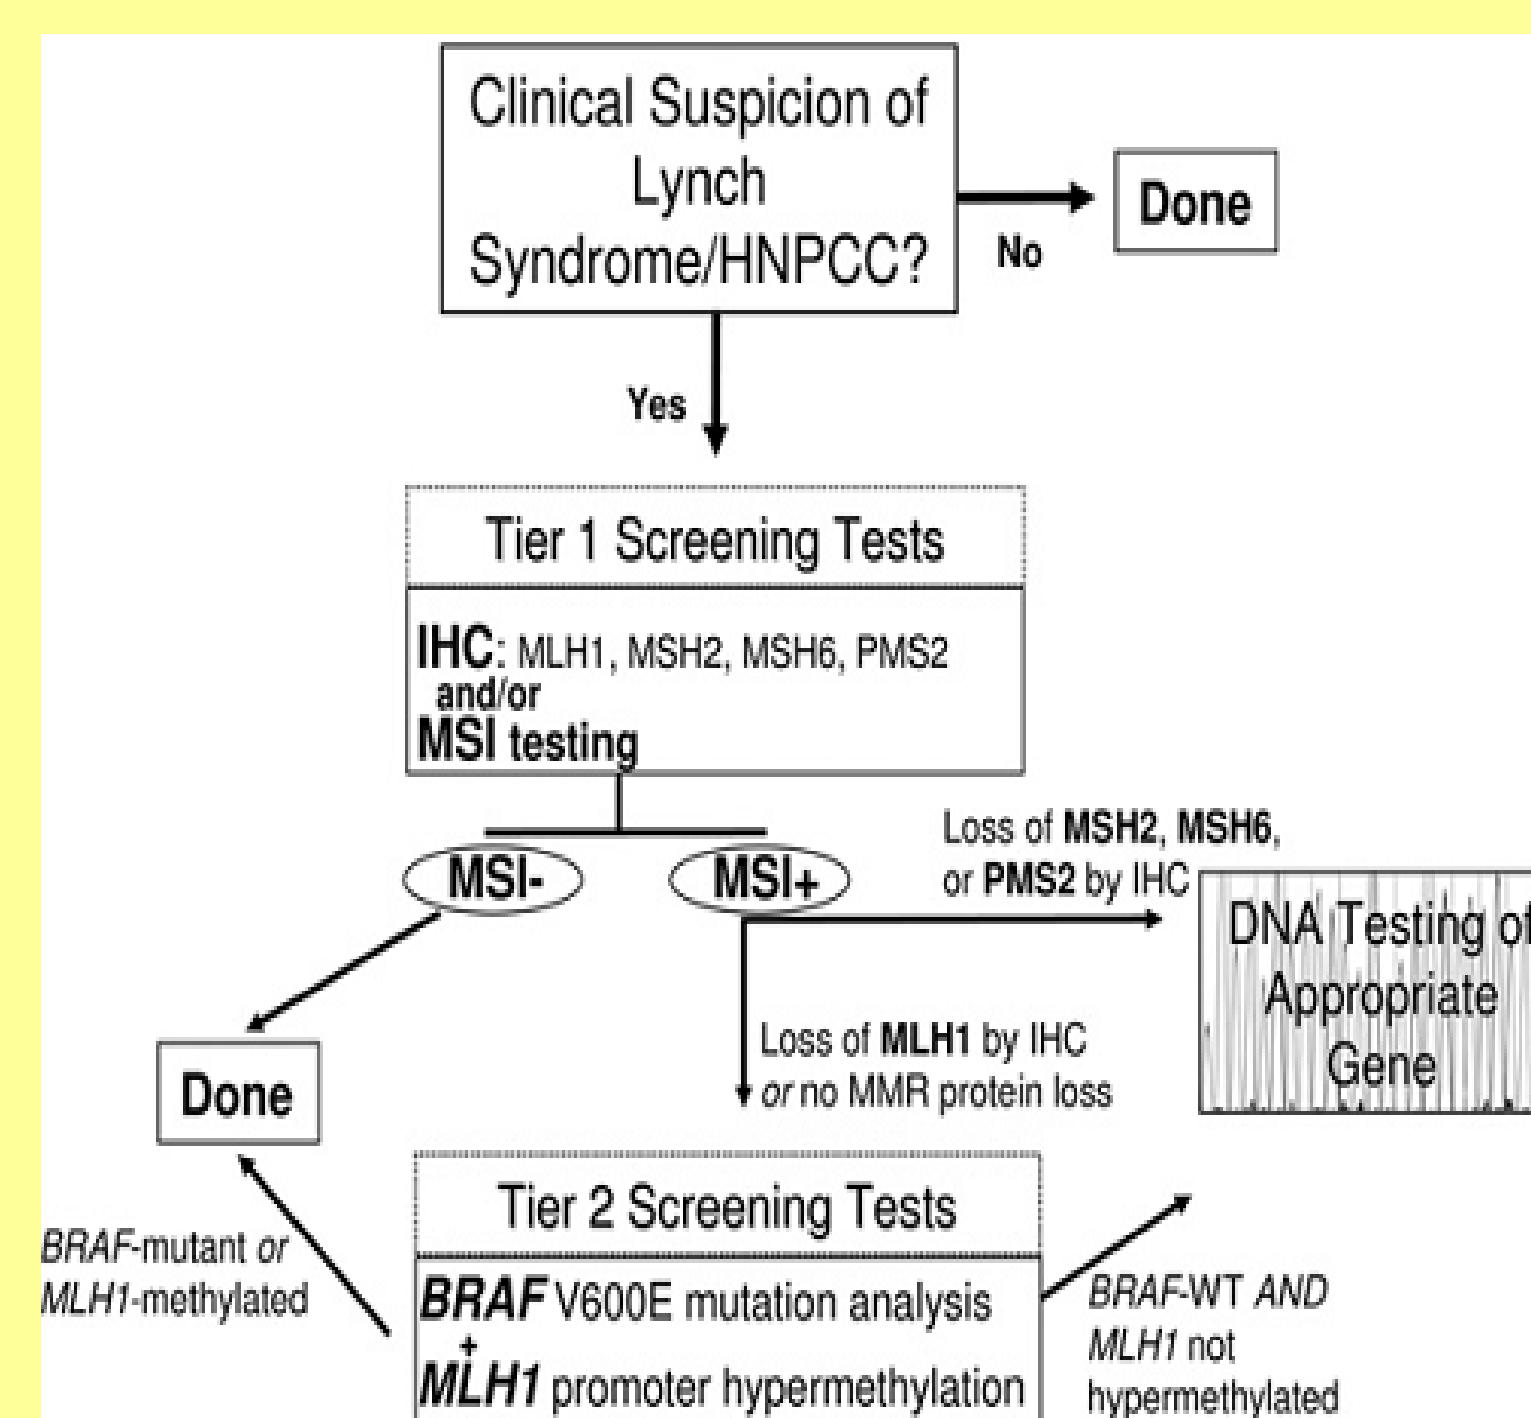 Clinical Suspicion of
Lynch
Syndrome/HNPCC?
Done
No
Yes
Tier 1 Screening Tests
IHC: MLH1, MSH2, MSH6, PMS2
and/or
MSI testing
MSI-
MSI+
Loss of MSH2, MSH6,
or PMS2 by IHC
DNA Testing of
Appropriate
Gene
Loss of MLH1 by IHC
or no MMR protein loss
Done
Tier 2 Screening Tests
BRAF-mutant or
MLH1-methylated
BRAF V600E mutation analysis
+
MLH1 promoter hypermethylation
BRAF-WT AND
MLH1 not
hypermethylated